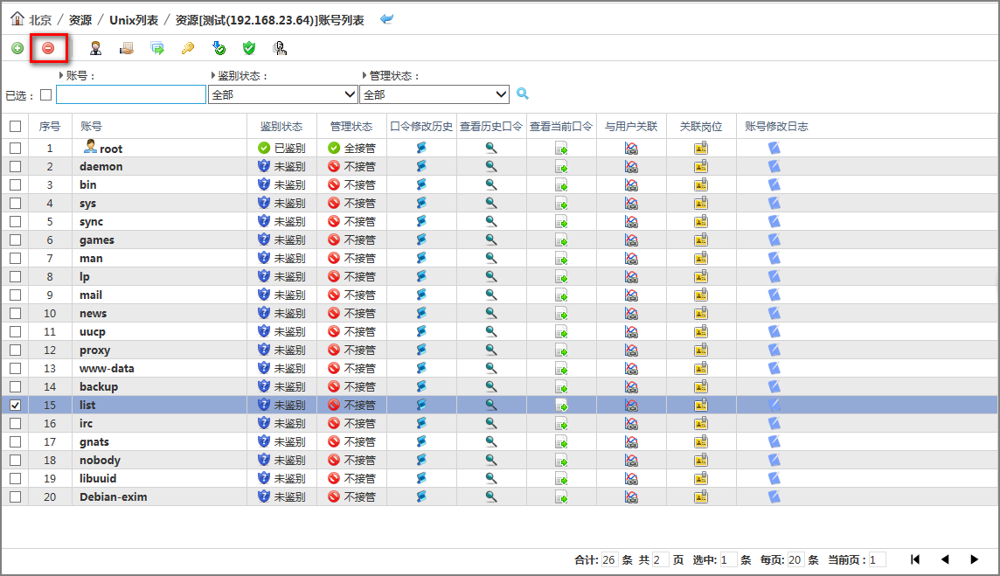 北京 / 资源 / Unix列表 / 资源[测试(192.168.23.64)]账号列表
账号： 鉴别状态： 管理状态：
已选： 全部 全部
序号 账号 鉴别状态 管理状态 口令修改历史 查看历史口令 查看当前口令 与用户关联 关联岗位 账号修改日志
1 root 已鉴别 全接管
2 daemon 未鉴别 不接管
3 bin 未鉴别 不接管
4 sys 未鉴别 不接管
5 sync 未鉴别 不接管
6 games 未鉴别 不接管
7 man 未鉴别 不接管
8 lp 未鉴别 不接管
9 mail 未鉴别 不接管
10 news 未鉴别 不接管
11 uucp 未鉴别 不接管
12 proxy 未鉴别 不接管
13 www-data 未鉴别 不接管
14 backup 未鉴别 不接管
15 list 未鉴别 不接管
16 irc 未鉴别 不接管
17 gnats 未鉴别 不接管
18 nobody 未鉴别 不接管
19 libuuid 未鉴别 不接管
20 Debian-exim 未鉴别 不接管
合计: 26 条 共 2 页 选中: 1 条 每页: 20 条 当前页: 1